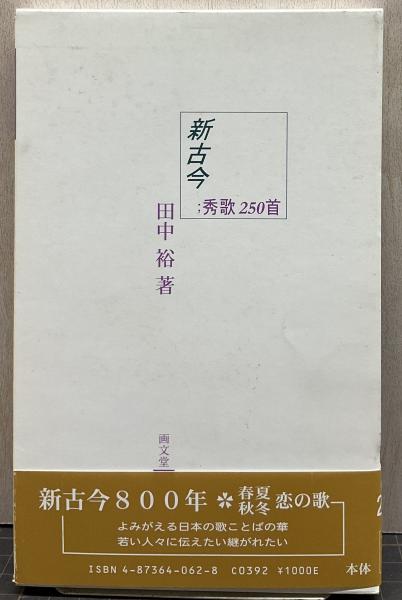 新古今
;秀歌250首
田中 裕 著
画文堂
新古今800年 ✽ 春夏秋冬 恋の歌
よみがえる日本の歌ことばの華
若い人々に伝えたい継がれたい
ISBN 4-87364-062-8 C0392 ¥1000E
本体
2